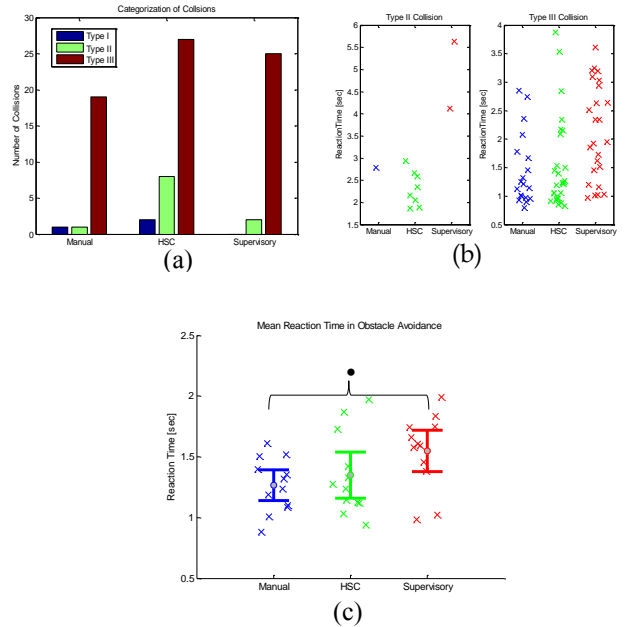 Categorization of Collsions
Type I
Type II
Type III
Number of Collisions
30
25
20
15
10
5
0
Manual
HSC
Supervisory
(a)
Type II Collision
ReactionTime [sec]
6
5.5
5
4.5
4
3.5
3
2.5
2
1.5
Manual
HSC
Supervisory
Type III Collision
ReactionTime [sec]
4
3.5
3
2.5
2
1.5
1
0.5
Manual
HSC
Supervisory
(b)
Mean Reaction Time in Obstacle Avoidance
Reaction Time [sec]
2.5
2
1.5
1
0.5
Manual
HSC
Supervisory
(c)